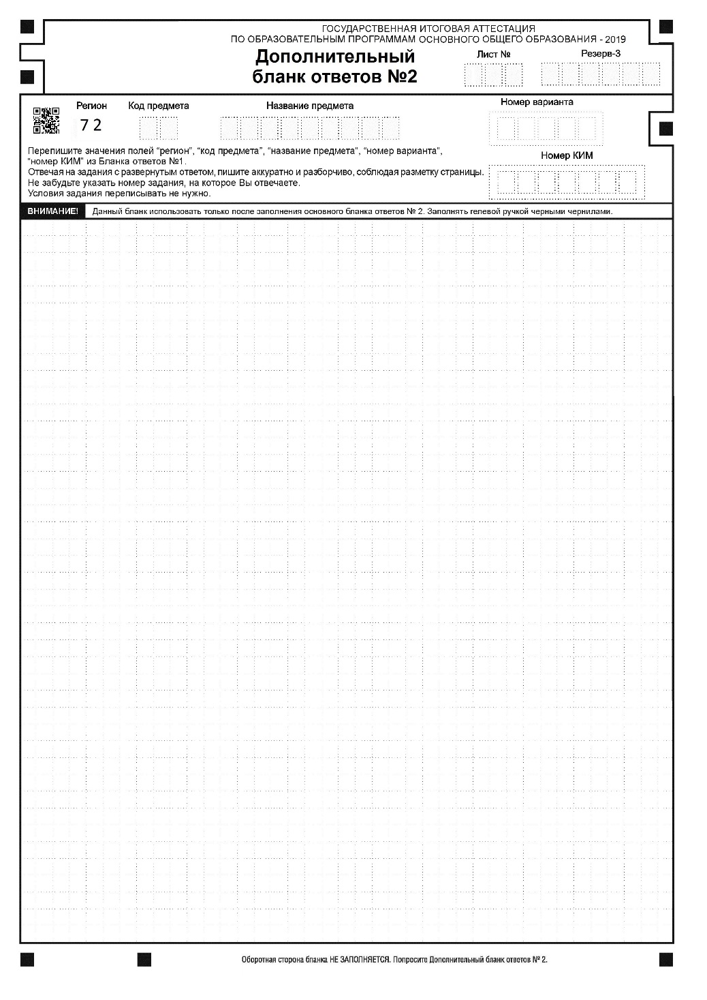 ГОСУДАРСТВЕННАЯ ИТОГОВАЯ АТТЕСТАЦИЯ
ПО ОБРАЗОВАТЕЛЬНЫМ ПРОГРАММАМ ОСНОВНОГО ОБЩЕГО ОБРАЗОВАНИЯ - 2019
Дополнительный
бланк ответов №2
Лист №
Резерв-3
Регион
Код предмета
Название предмета
Номер варианта
72
Перепишите значения полей “регион”, “код предмета”, “название предмета”, “номер варианта”,
“номер КИМ” из Бланка ответов №1.
Отвечая на задания с развернутым ответом, пишите аккуратно и разборчиво, соблюдая разметку страницы.
Не забудьте указать номер задания, на которое Вы отвечаете.
Условия задания переписывать не нужно.
Номер КИМ
ВНИМАНИЕ! Данный бланк использовать только после заполнения основного бланка ответов № 2. Заполнять гелевой ручкой черными чернилами.
Оборотная сторона бланка НЕ ЗАПОЛНЯЕТСЯ. Попросите Дополнительный бланк ответов № 2.